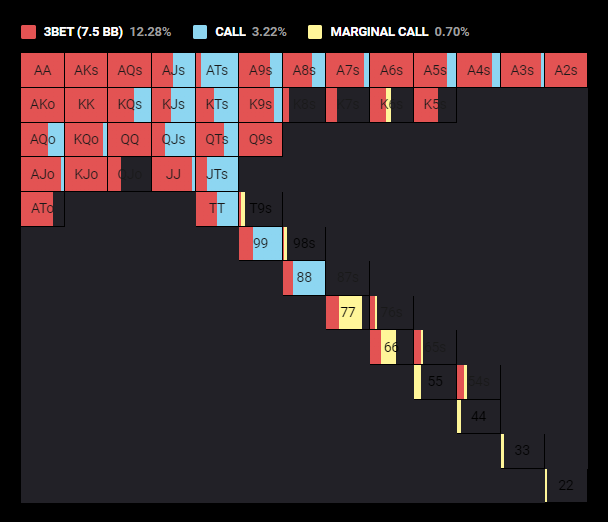 3BET (7.5 BB) 12.28% CALL 3.22% MARGINAL CALL 0.70%
AA AKs AQs AJs ATs A9s A8s A7s A6s A5s A4s A3s A2s
AKo KK KQs KJs KTs K9s K8s K7s K6s K5s
AQo KQo QQ QJs QTs Q9s
AJo KJo QJo JJ JTs
ATo TT T9s
99 98s
88 87s
77 76s
66 65s
55 54s
44
33
22